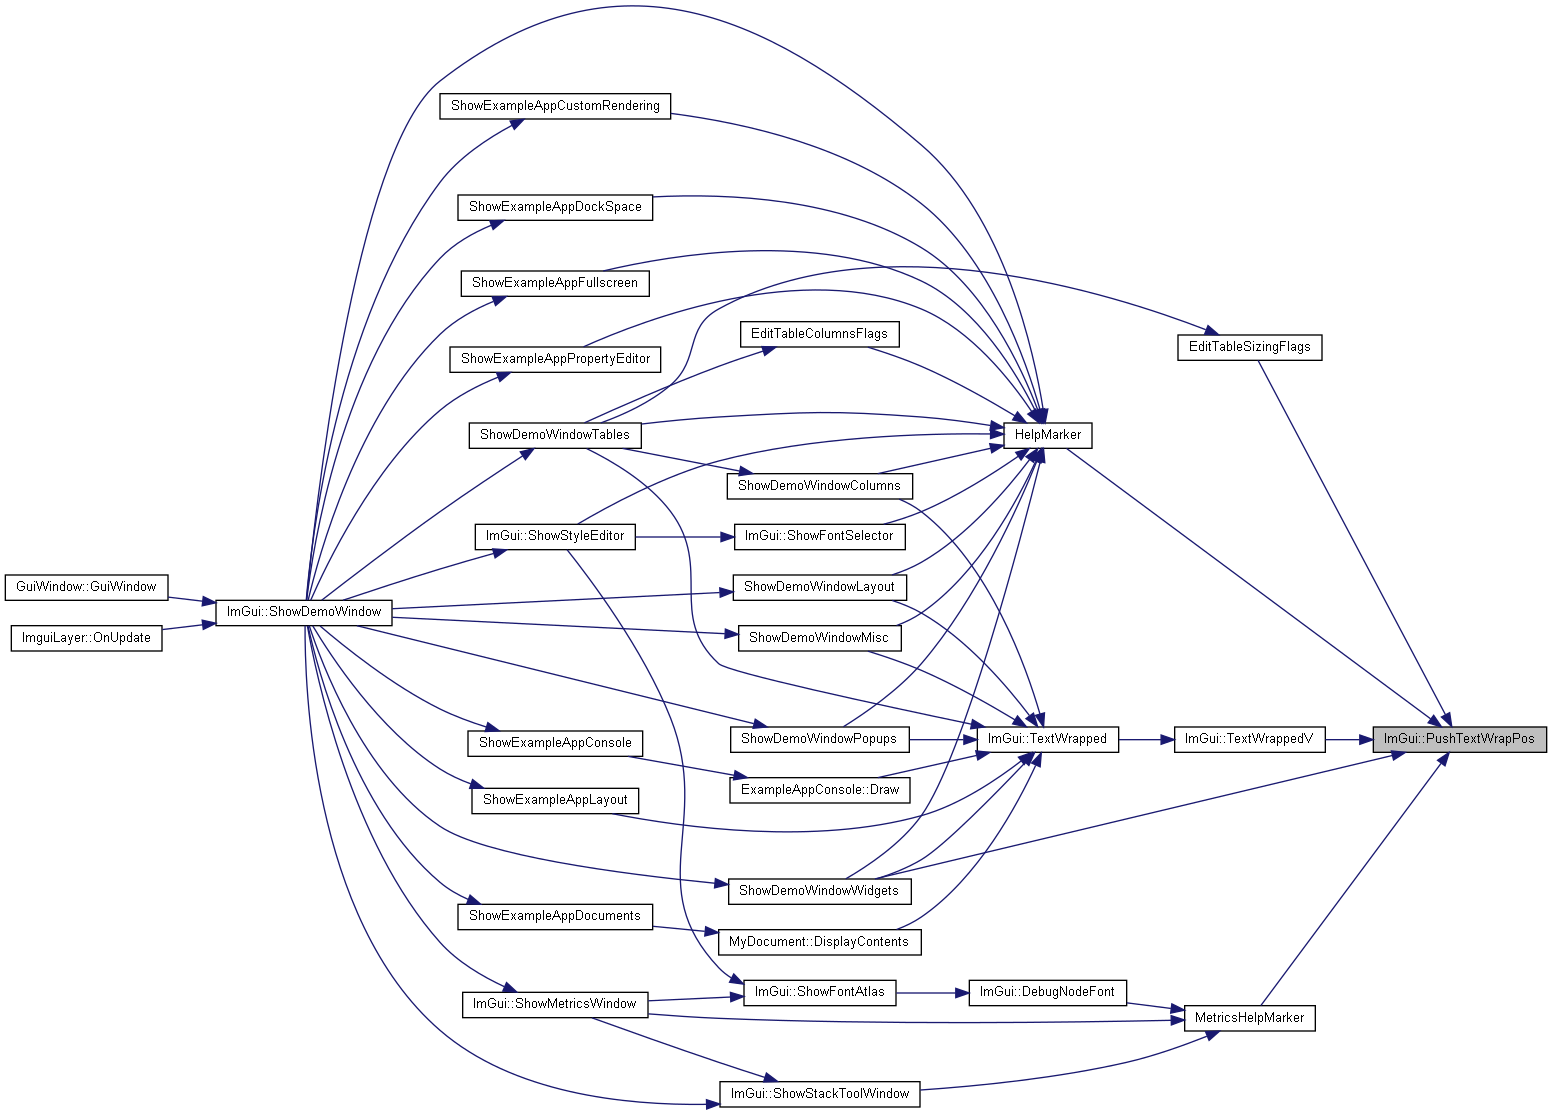 ShowExampleAppCustomRendering
ShowExampleAppDockSpace
ShowExampleAppFullscreen
EditTableColumnsFlags
EditTableSizingFlags
ShowExampleAppPropertyEditor
ShowDemoWindowTables
HelpMarker
ShowDemoWindowColumns
ImGui::ShowStyleEditor
ImGui::ShowFontSelector
GuiWindow::GuiWindow
ShowDemoWindowLayout
ImGui::ShowDemoWindow
ImguiLayer::OnUpdate
ShowDemoWindowMisc
ShowExampleAppConsole
ShowDemoWindowPopups
ImGui::TextWrapped
ImGui::TextWrappedV
ImGui::PushTextWrapPos
ExampleAppConsole::Draw
ShowExampleAppLayout
ShowDemoWindowWidgets
ShowExampleAppDocuments
MyDocument::DisplayContents
ImGui::ShowMetricsWindow
ImGui::ShowFontAtlas
ImGui::DebugNodeFont
MetricsHelpMarker
ImGui::ShowStackToolWindow